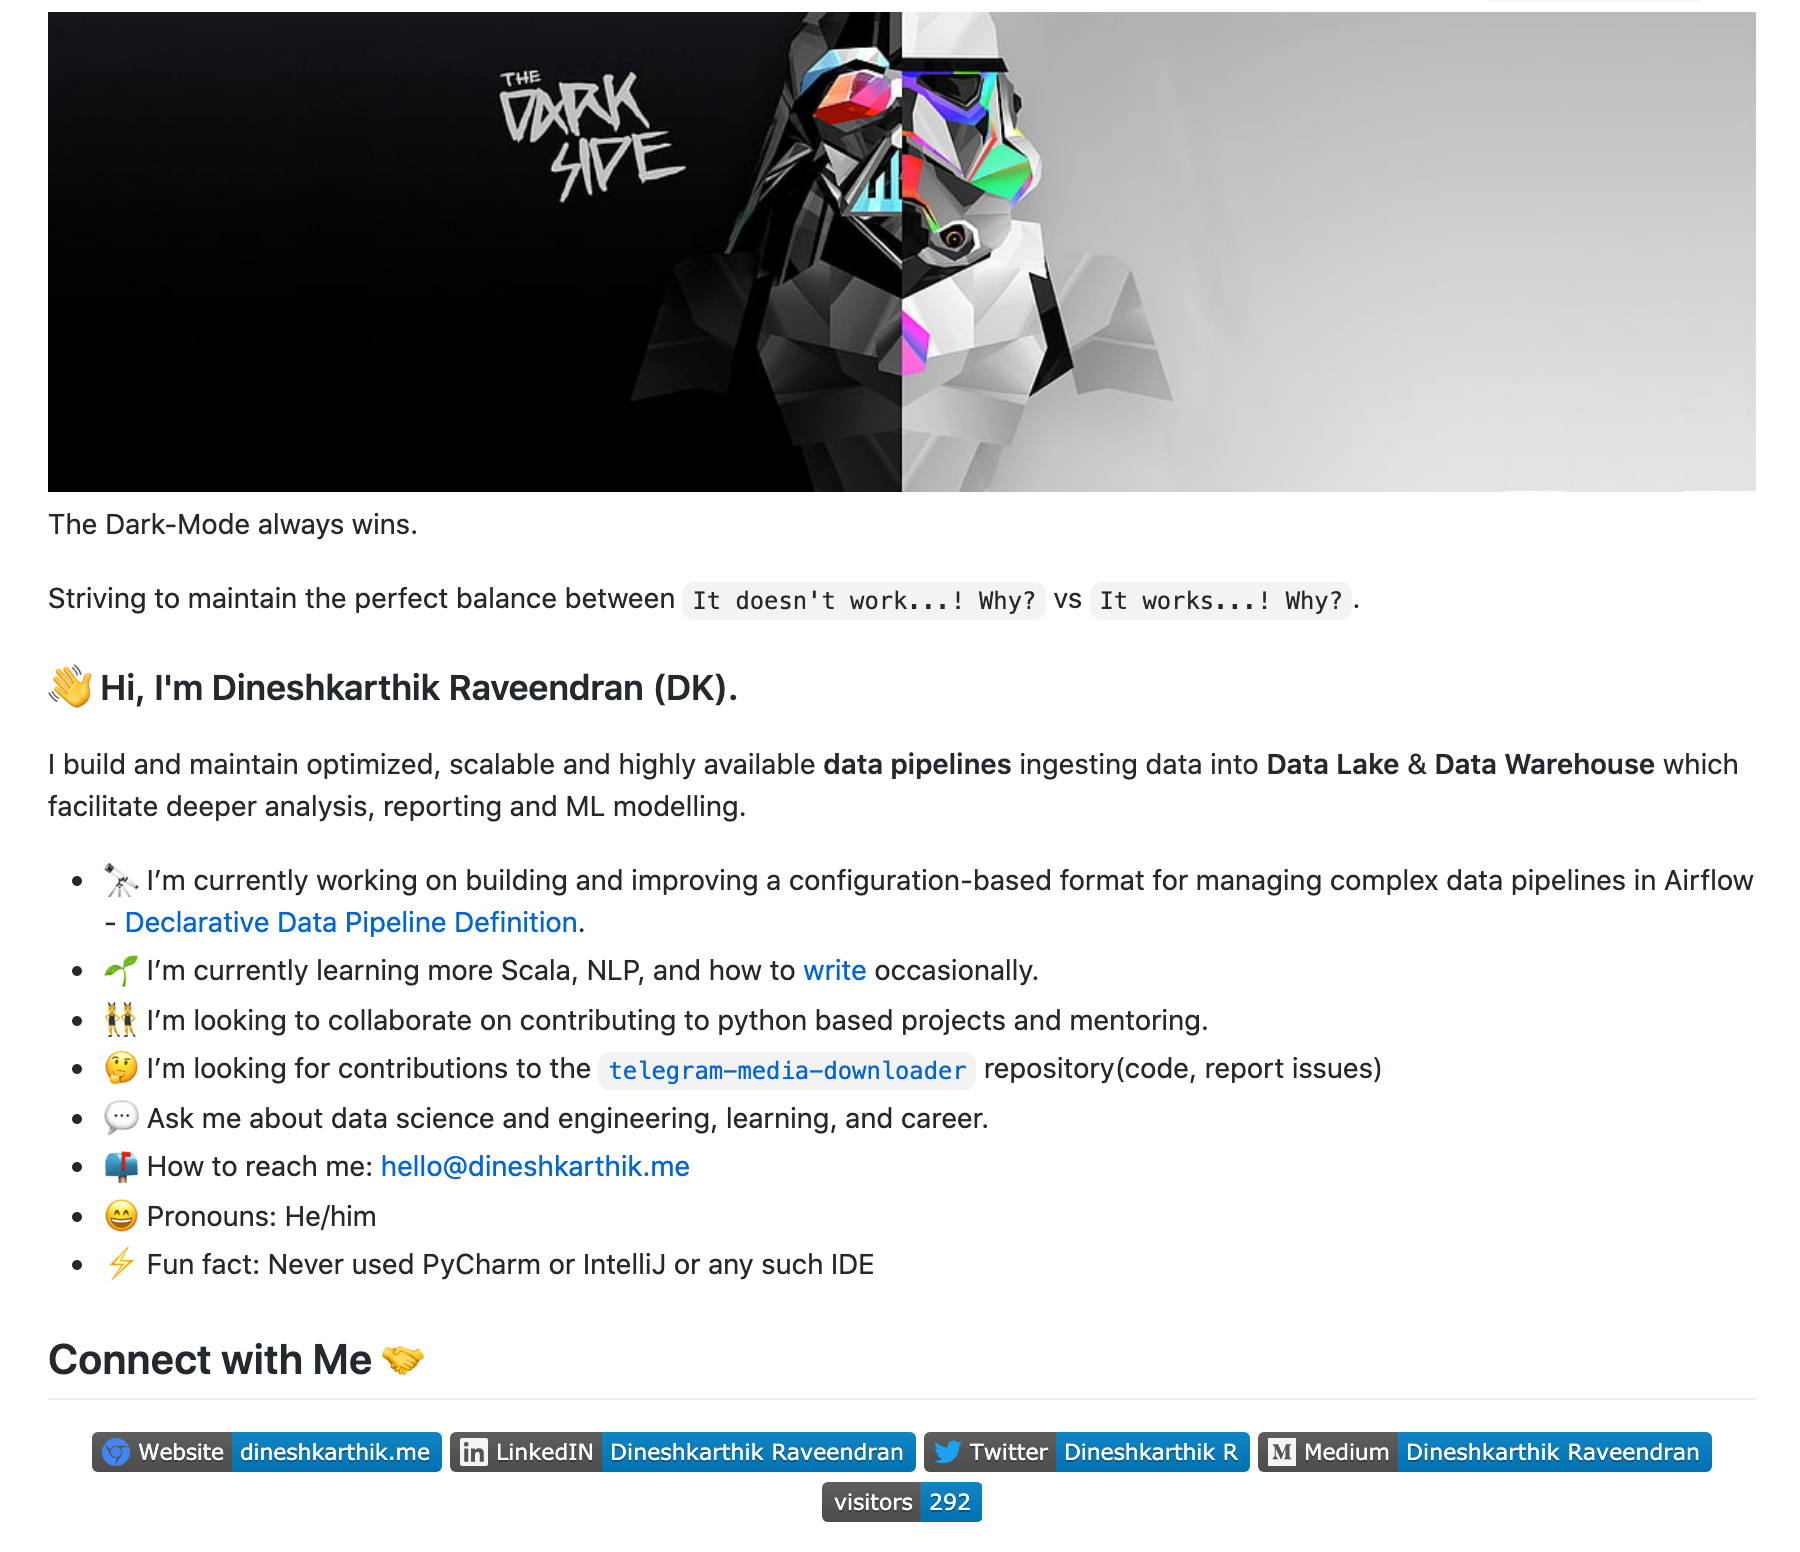 THE
DARK
SIDE
The Dark-Mode always wins.
Striving to maintain the perfect balance between It doesn't work...! Why? vs It works...! Why?.
👋 Hi, I'm Dineshkarthik Raveendran (DK).
I build and maintain optimized, scalable and highly available data pipelines ingesting data into Data Lake & Data Warehouse which
facilitate deeper analysis, reporting and ML modelling.
• 🔭 I’m currently working on building and improving a configuration-based format for managing complex data pipelines in Airflow
- Declarative Data Pipeline Definition.
• 🌱 I’m currently learning more Scala, NLP, and how to write occasionally.
• 👯 I’m looking to collaborate on contributing to python based projects and mentoring.
• 🤔 I’m looking for contributions to the telegram-media-downloader repository(code, report issues)
• 💬 Ask me about data science and engineering, learning, and career.
• 📫 How to reach me: hello@dineshkarthik.me
• 😄 Pronouns: He/him
• ⚡ Fun fact: Never used PyCharm or IntelliJ or any such IDE
Connect with Me 🤝
Website dineshkarthik.me in LinkedIN Dineshkarthik Raveendran Twitter Dineshkarthik R M Medium Dineshkarthik Raveendran
visitors 292